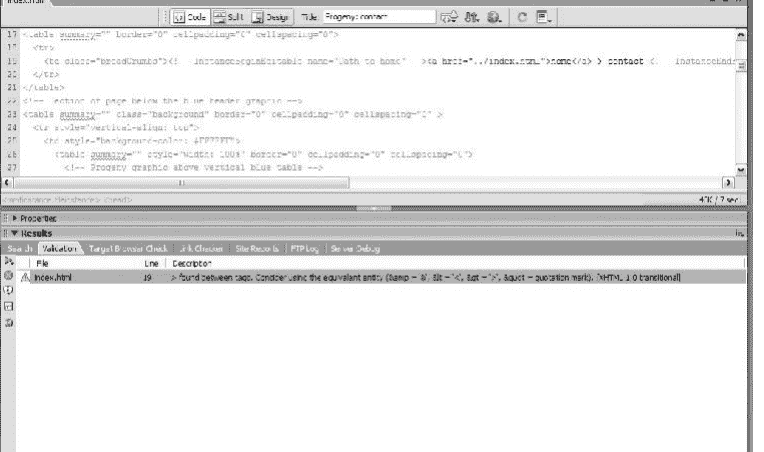 index.html
Code Split Design Title: Progeny: contact
17 <table summary="" border="0" cellpadding="0" cellspacing="0">
18 <tr>
19 <td class="breadCrumbs"><!-- InstanceBeginEditable name="Path to home" --><a href="../index.html">home</a> > contact <!-- InstanceEndE
20 </tr>
21 </table>
22 <!-- section of page below the blue header graphic -->
23 <table summary="" class="background" border="0" cellpadding="0" cellspacing="0" >
24 <tr style="vertical-align: top">
25 <td style="background-color: #EFEFEF">
26 <table summary="" style="width: 100%" border="0" cellpadding="0" cellspacing="0">
27 <!-- Progeny graphic above vertical blue table -->
40K / 7 sec
Properties
Results
Search Validation Target Browser Check Link Checker Site Reports FTP Log Server Debug
File Line Description
index.html 19 > found between tags. Consider using the equivalent entity (&amp = '&', &lt = '<', &gt = '>', &quot = quotation mark). [XHTML 1.0 transitional]